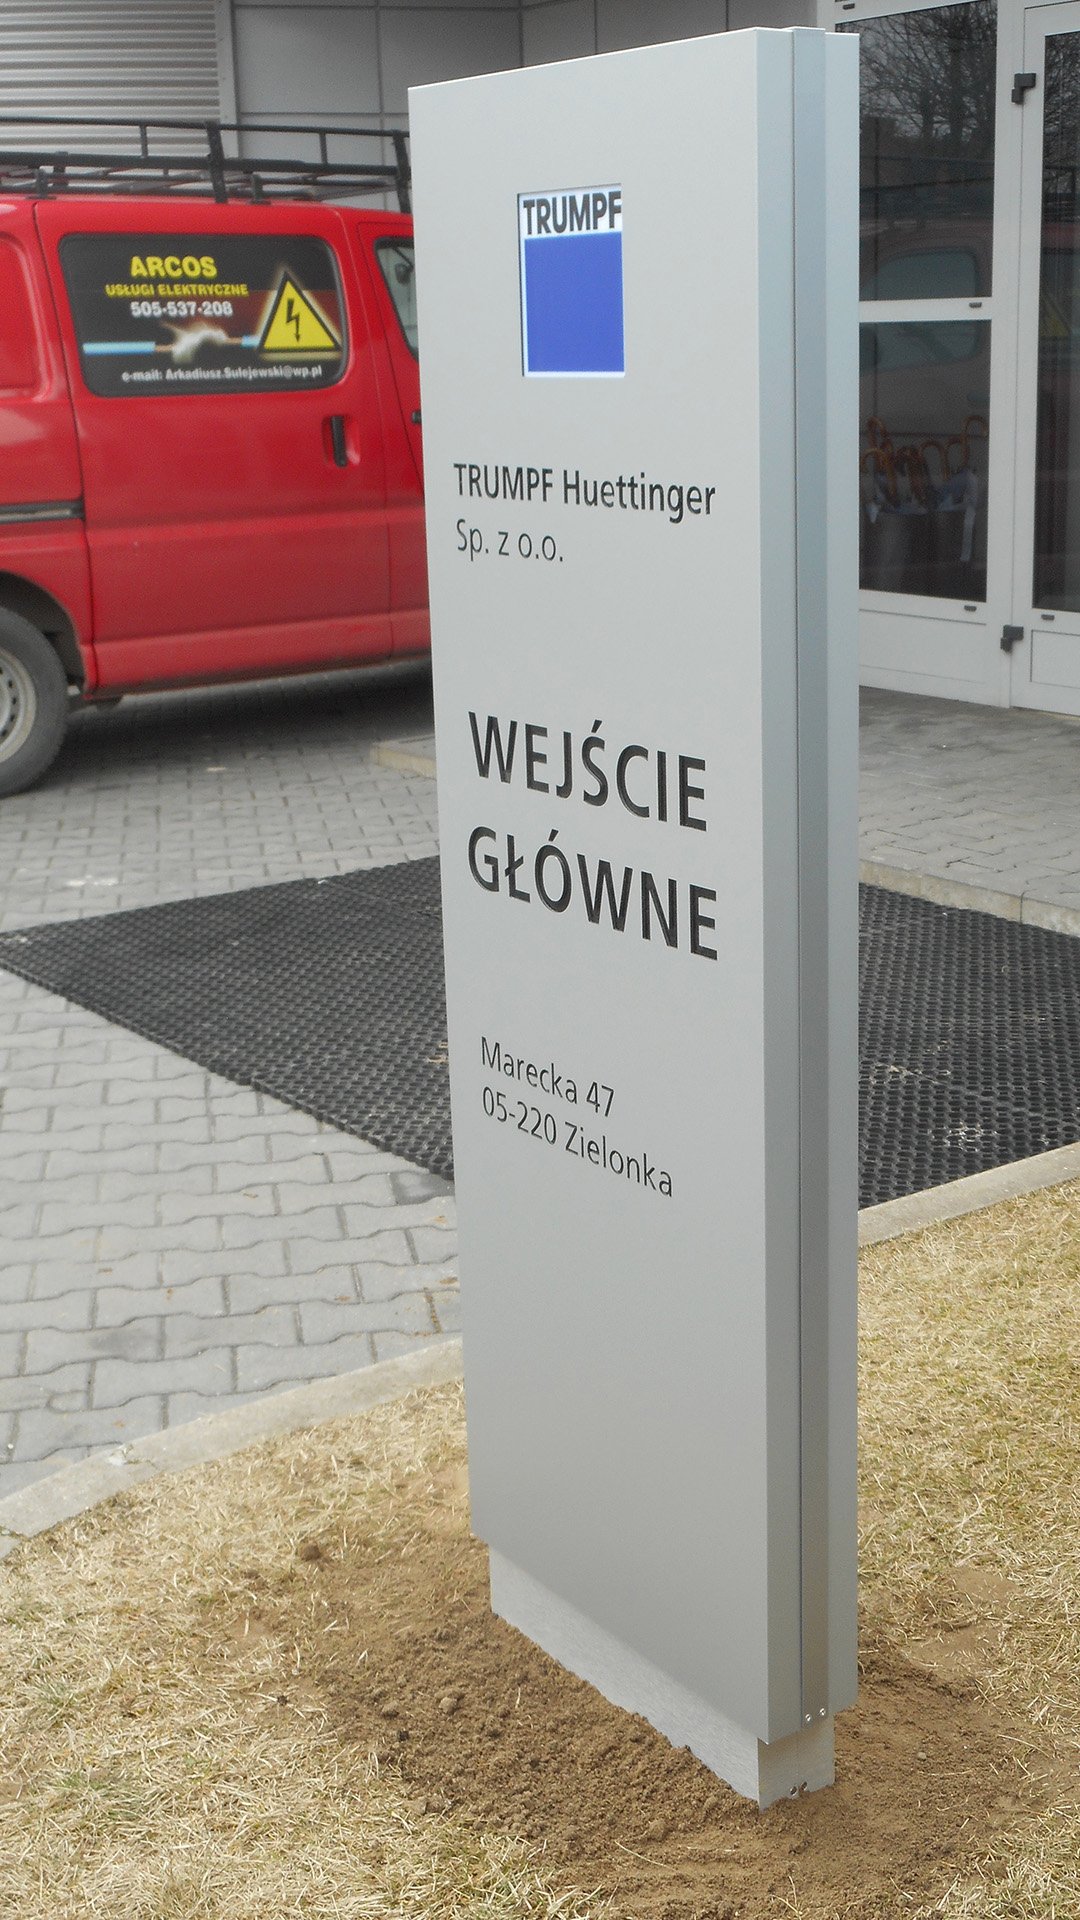 ARCOS
USŁUGI ELEKTRYCZNE
505-537-208
e-mail: Arkadiusz.Sulejewski@wp.pl
TRUMPF
TRUMPF Huettinger
Sp. z o.o.
WEJŚCIE
GŁÓWNE
Marecka 47
05-220 Zielonka